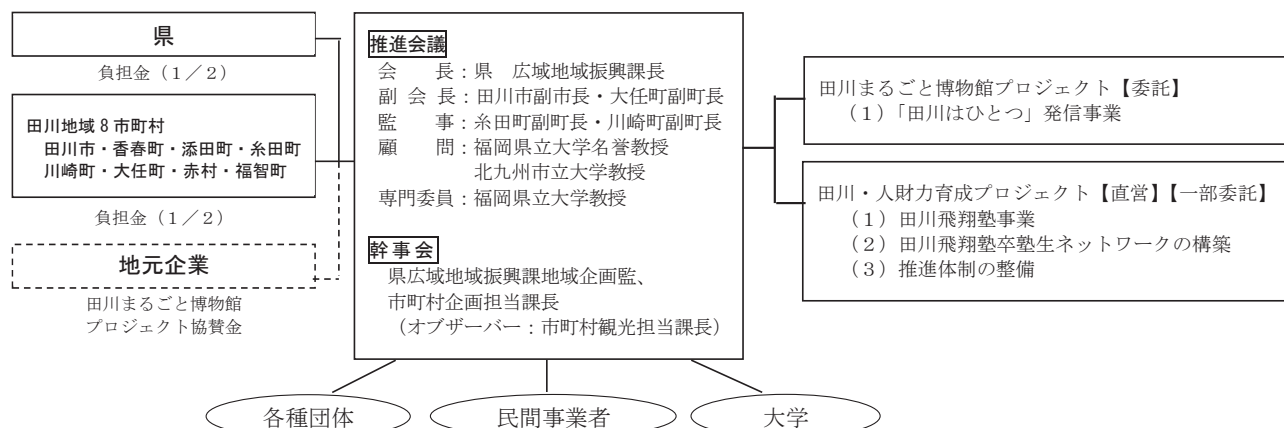 県
負担金(1/2)
田川地域8市町村
田川市・香春町・添田町・糸田町
川崎町・大任町・赤村・福智町
負担金(1/2)
地元企業
田川まるごと博物館
プロジェクト協賛金
推進会議
会　　長:県　広域地域振興課長
副 会 長:田川市副市長・大任町副町長
監　　事:糸田町副町長・川崎町副町長
顧　　問:福岡県立大学名誉教授
北九州市立大学教授
専門委員:福岡県立大学教授
幹事会
県広域地域振興課地域企画監、
市町村企画担当課長
(オブザーバー:市町村観光担当課長)
田川まるごと博物館プロジェクト【委託】
(1)「田川はひとつ」発信事業
田川・人財力育成プロジェクト【直営】【一部委託】
(1)田川飛翔塾事業
(2)田川飛翔塾卒塾生ネットワークの構築
(3)推進体制の整備
各種団体
民間事業者
大学